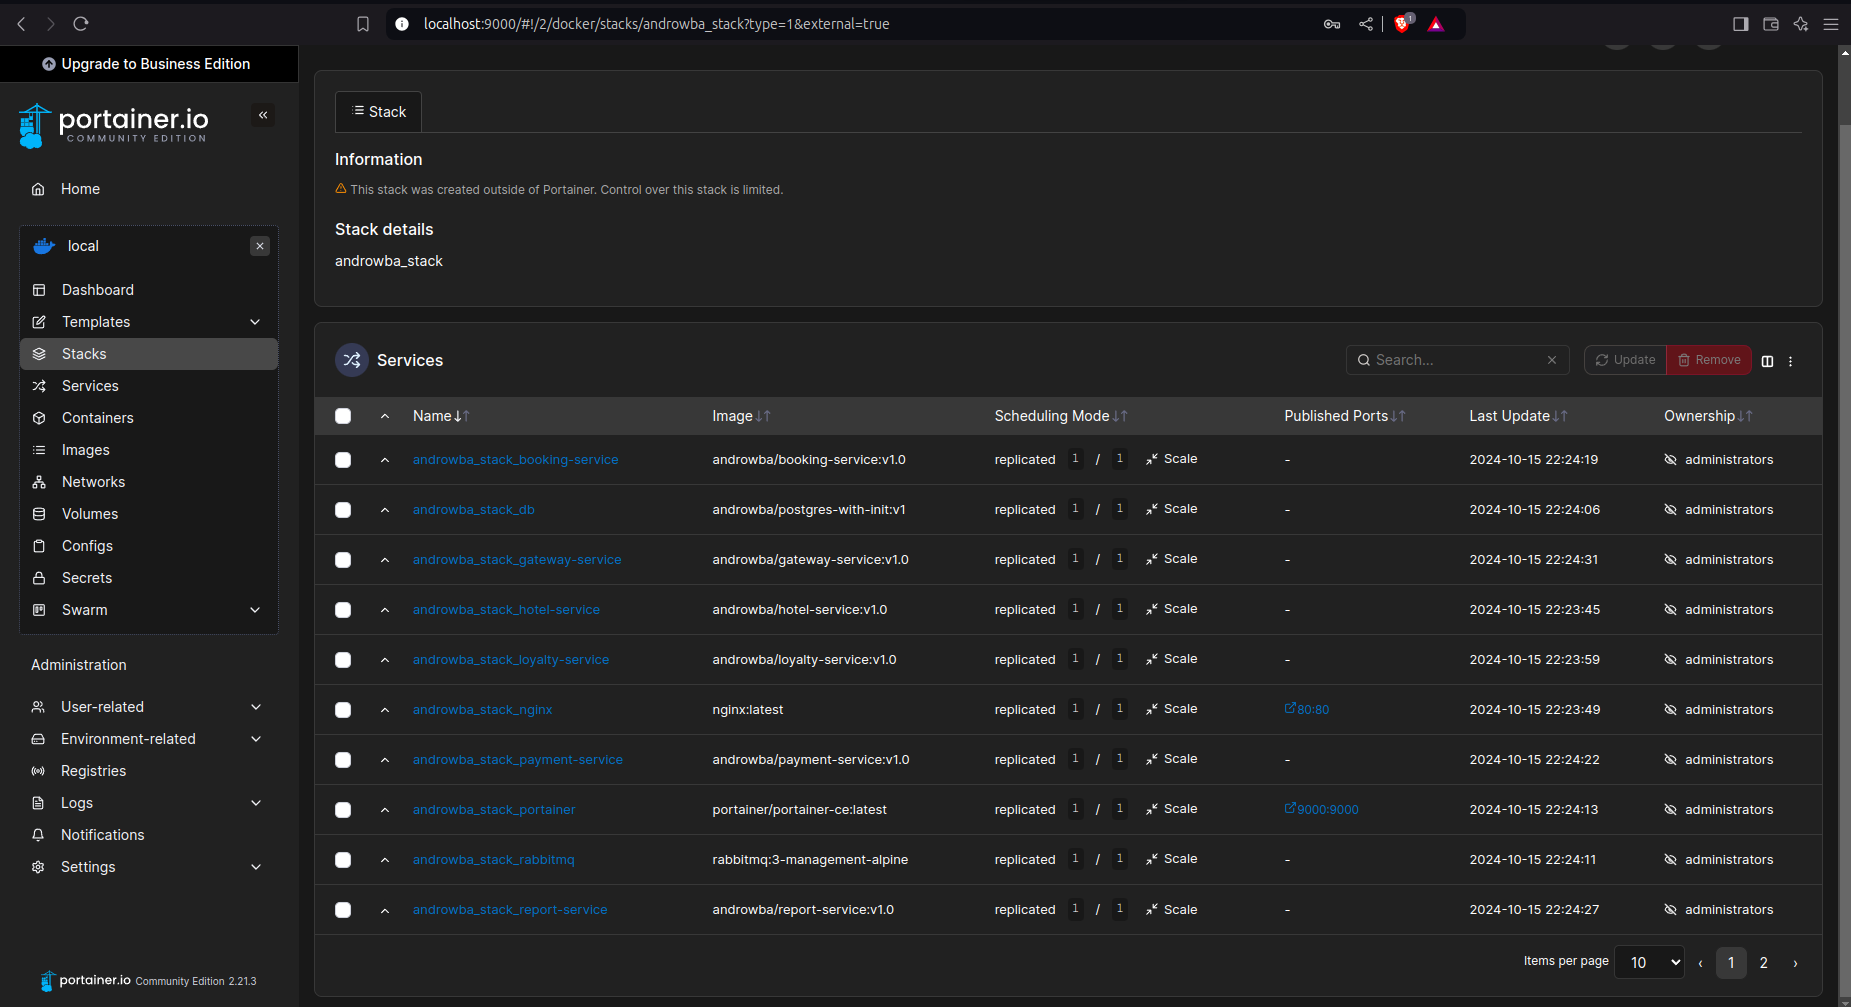 localhost:9000/#!/2/docker/stacks/androwba_stack?type=1&external=true
1
Upgrade to Business Edition
portainer.io
COMMUNITY EDITION
Home
local
Dashboard
Templates
Stacks
Services
Containers
Images
Networks
Volumes
Configs
Secrets
Swarm
Administration
User-related
Environment-related
Registries
Logs
Notifications
Settings
portainer.io Community Edition 2.21.3
Stack
Information
This stack was created outside of Portainer. Control over this stack is limited.
Stack details
androwba_stack
Services
Search...
Update
Remove
Name Image Scheduling Mode Published Ports Last Update Ownership
androwba_stack_booking-service androwba/booking-service:v1.0 replicated 1 / 1 Scale - 2024-10-15 22:24:19 administrators
androwba_stack_db androwba/postgres-with-init:v1 replicated 1 / 1 Scale - 2024-10-15 22:24:06 administrators
androwba_stack_gateway-service androwba/gateway-service:v1.0 replicated 1 / 1 Scale - 2024-10-15 22:24:31 administrators
androwba_stack_hotel-service androwba/hotel-service:v1.0 replicated 1 / 1 Scale - 2024-10-15 22:23:45 administrators
androwba_stack_loyalty-service androwba/loyalty-service:v1.0 replicated 1 / 1 Scale - 2024-10-15 22:23:59 administrators
androwba_stack_nginx nginx:latest replicated 1 / 1 Scale 80:80 2024-10-15 22:23:49 administrators
androwba_stack_payment-service androwba/payment-service:v1.0 replicated 1 / 1 Scale - 2024-10-15 22:24:22 administrators
androwba_stack_portainer portainer/portainer-ce:latest replicated 1 / 1 Scale 9000:9000 2024-10-15 22:24:13 administrators
androwba_stack_rabbitmq rabbitmq:3-management-alpine replicated 1 / 1 Scale - 2024-10-15 22:24:11 administrators
androwba_stack_report-service androwba/report-service:v1.0 replicated 1 / 1 Scale - 2024-10-15 22:24:27 administrators
Items per page 10 ‹ 1 2 ›